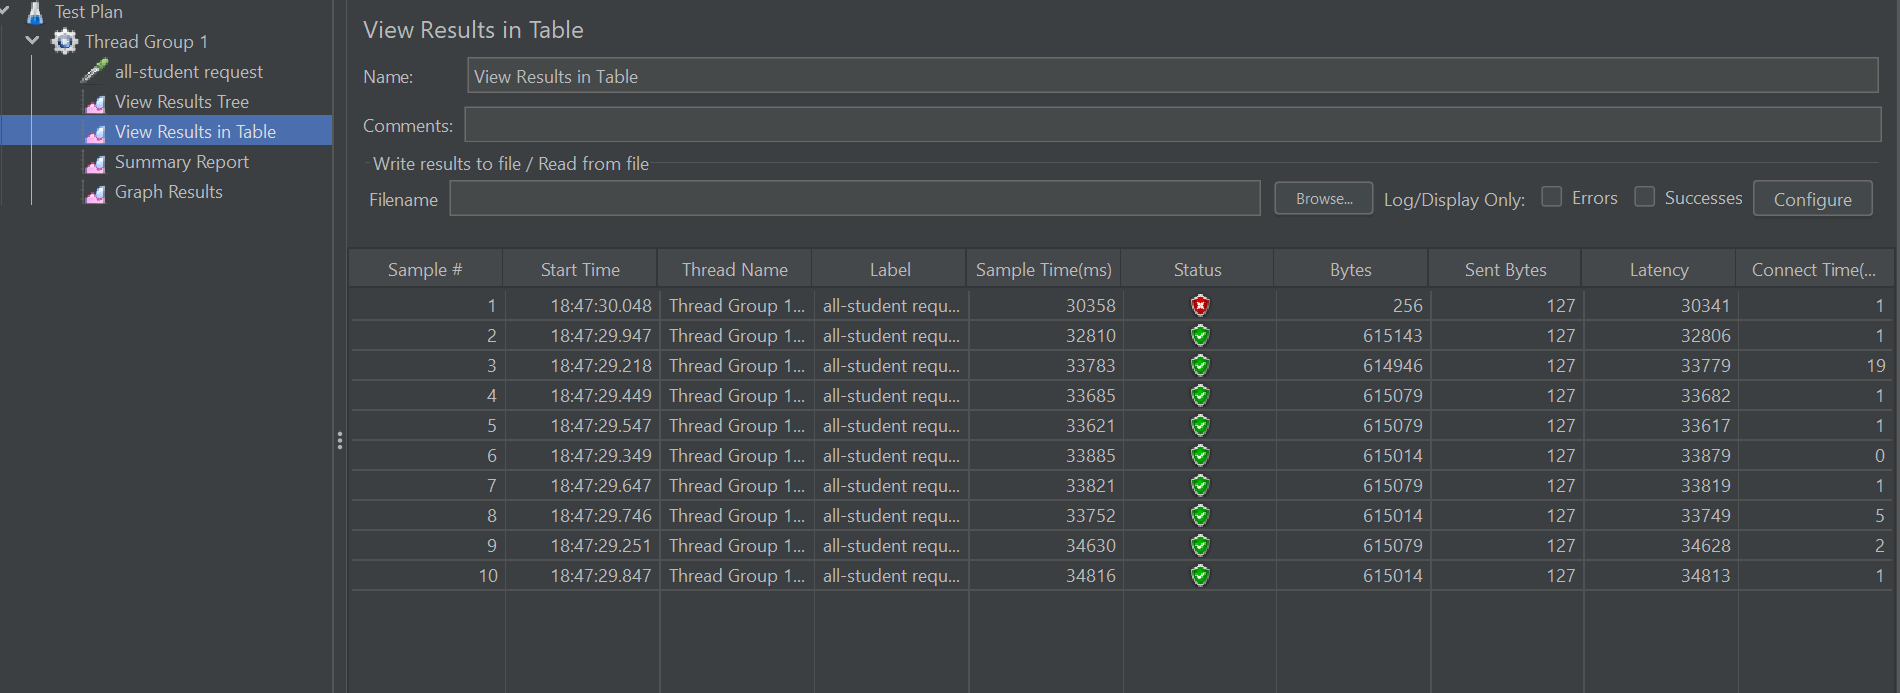 Test Plan
Thread Group 1
all-student request
View Results Tree
View Results in Table
Summary Report
Graph Results
View Results in Table
Name: View Results in Table
Comments:
Write results to file / Read from file
Filename Browse... Log/Display Only: Errors Successes Configure
Sample # Start Time Thread Name Label Sample Time(ms) Status Bytes Sent Bytes Latency Connect Time(...
1 18:47:30.048 Thread Group 1... all-student requ... 30358 256 127 30341 1
2 18:47:29.947 Thread Group 1... all-student requ... 32810 615143 127 32806 1
3 18:47:29.218 Thread Group 1... all-student requ... 33783 614946 127 33779 19
4 18:47:29.449 Thread Group 1... all-student requ... 33685 615079 127 33682 1
5 18:47:29.547 Thread Group 1... all-student requ... 33621 615079 127 33617 1
6 18:47:29.349 Thread Group 1... all-student requ... 33885 615014 127 33879 0
7 18:47:29.647 Thread Group 1... all-student requ... 33821 615079 127 33819 1
8 18:47:29.746 Thread Group 1... all-student requ... 33752 615014 127 33749 5
9 18:47:29.251 Thread Group 1... all-student requ... 34630 615079 127 34628 2
10 18:47:29.847 Thread Group 1... all-student requ... 34816 615014 127 34813 1